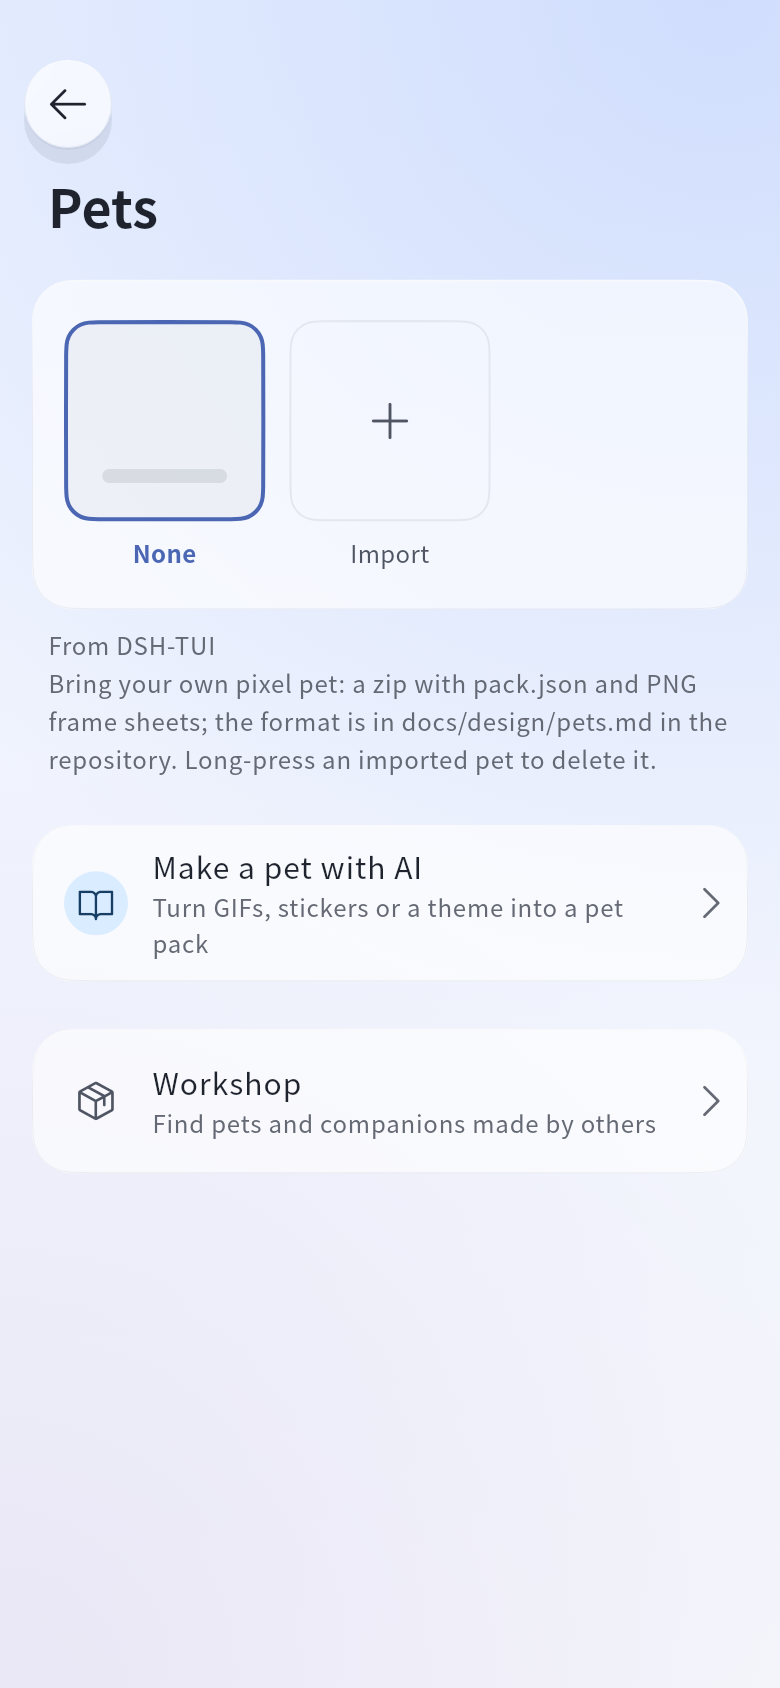 Pets
None
Import
From DSH-TUI
Bring your own pixel pet: a zip with pack.json and PNG
frame sheets; the format is in docs/design/pets.md in the
repository. Long-press an imported pet to delete it.
Make a pet with AI
Turn GIFs, stickers or a theme into a pet
pack
Workshop
Find pets and companions made by others